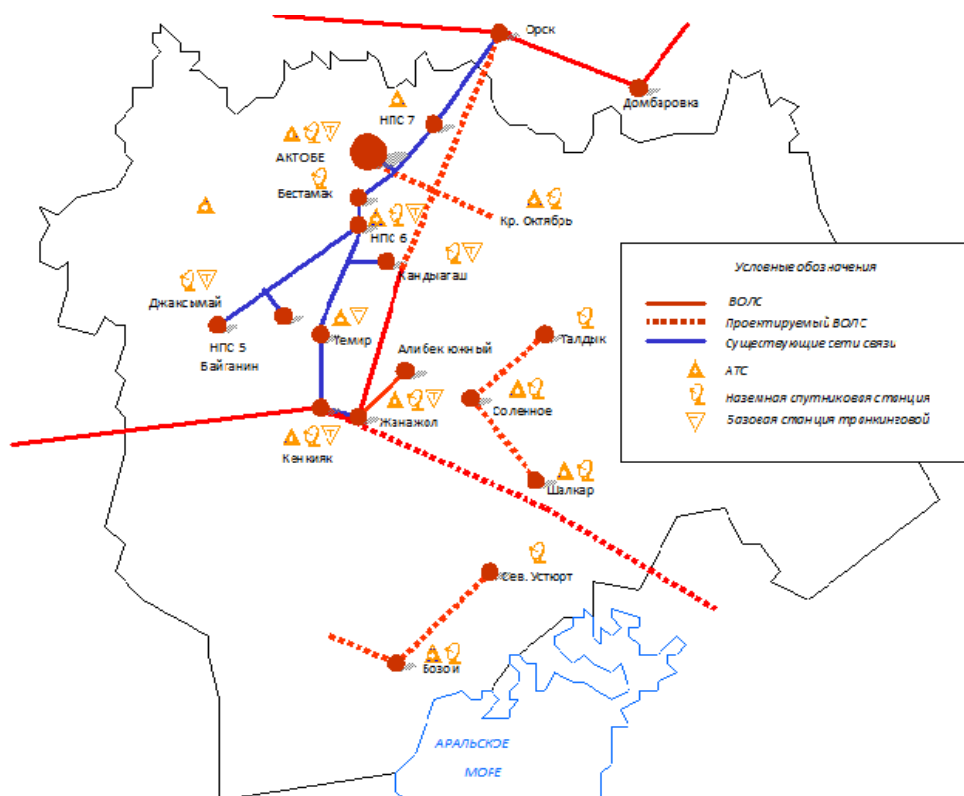 Орск
Домбаровка
НПС 7
АКТОБЕ
Бестамак
Кр. Октябрь
НПС 6
Кандыагаш
Джаксымай
НПС 5
Байганин
Темир
Алибек южный
Талдык
Соленное
Жанажол
Кенкияк
Шалкар
Сев. Устюрт
Бозой
АРАЛЬСКОЕ
МОРЕ
Условные обозначения
ВОЛС
Проектируемый ВОЛС
Существующие сети связи
АТС
Наземная спутниковая станция
Базовая станция транкинговой